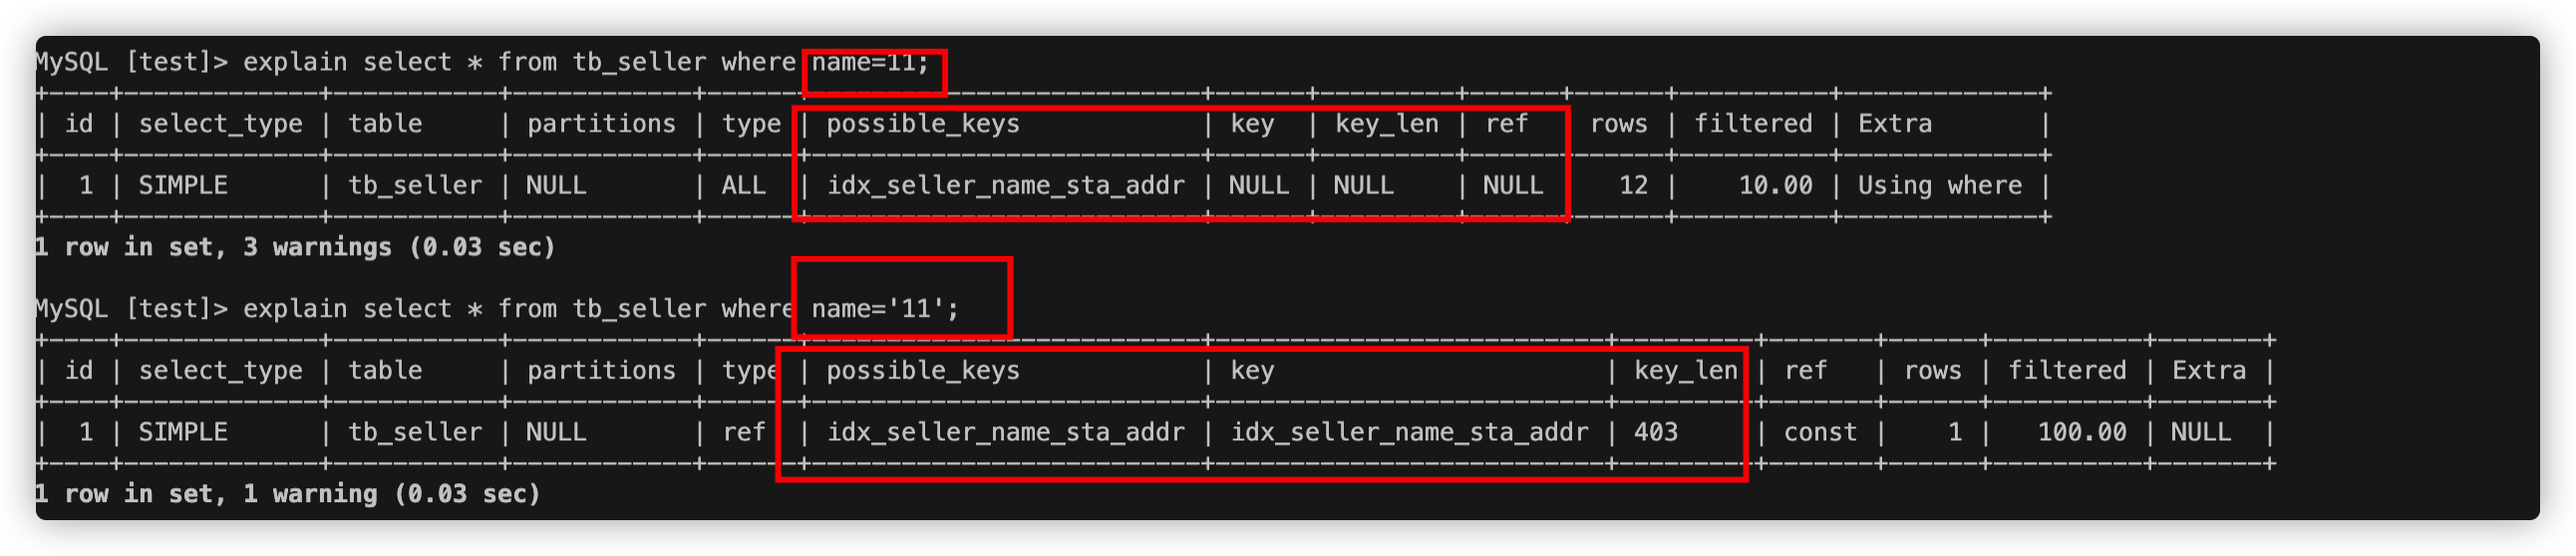 MySQL [test]> explain select * from tb_seller where name=11;
+----+-------------+-----------+------------+------+---------------------------+------+---------+------+------+----------+-------------+
| id | select_type | table     | partitions | type | possible_keys             | key  | key_len | ref  | rows | filtered | Extra       |
+----+-------------+-----------+------------+------+---------------------------+------+---------+------+------+----------+-------------+
|  1 | SIMPLE      | tb_seller | NULL       | ALL  | idx_seller_name_sta_addr | NULL | NULL    | NULL |   12 |    10.00 | Using where |
+----+-------------+-----------+------------+------+---------------------------+------+---------+------+------+----------+-------------+
1 row in set, 3 warnings (0.03 sec)
MySQL [test]> explain select * from tb_seller where name='11';
+----+-------------+-----------+------------+------+---------------------------+---------------------------+---------+-------+------+----------+-------+
| id | select_type | table     | partitions | type | possible_keys             | key                       | key_len | ref   | rows | filtered | Extra |
+----+-------------+-----------+------------+------+---------------------------+---------------------------+---------+-------+------+----------+-------+
|  1 | SIMPLE      | tb_seller | NULL       | ref  | idx_seller_name_sta_addr | idx_seller_name_sta_addr | 403     | const |    1 |   100.00 | NULL  |
+----+-------------+-----------+------------+------+---------------------------+---------------------------+---------+-------+------+----------+-------+
1 row in set, 1 warning (0.03 sec)